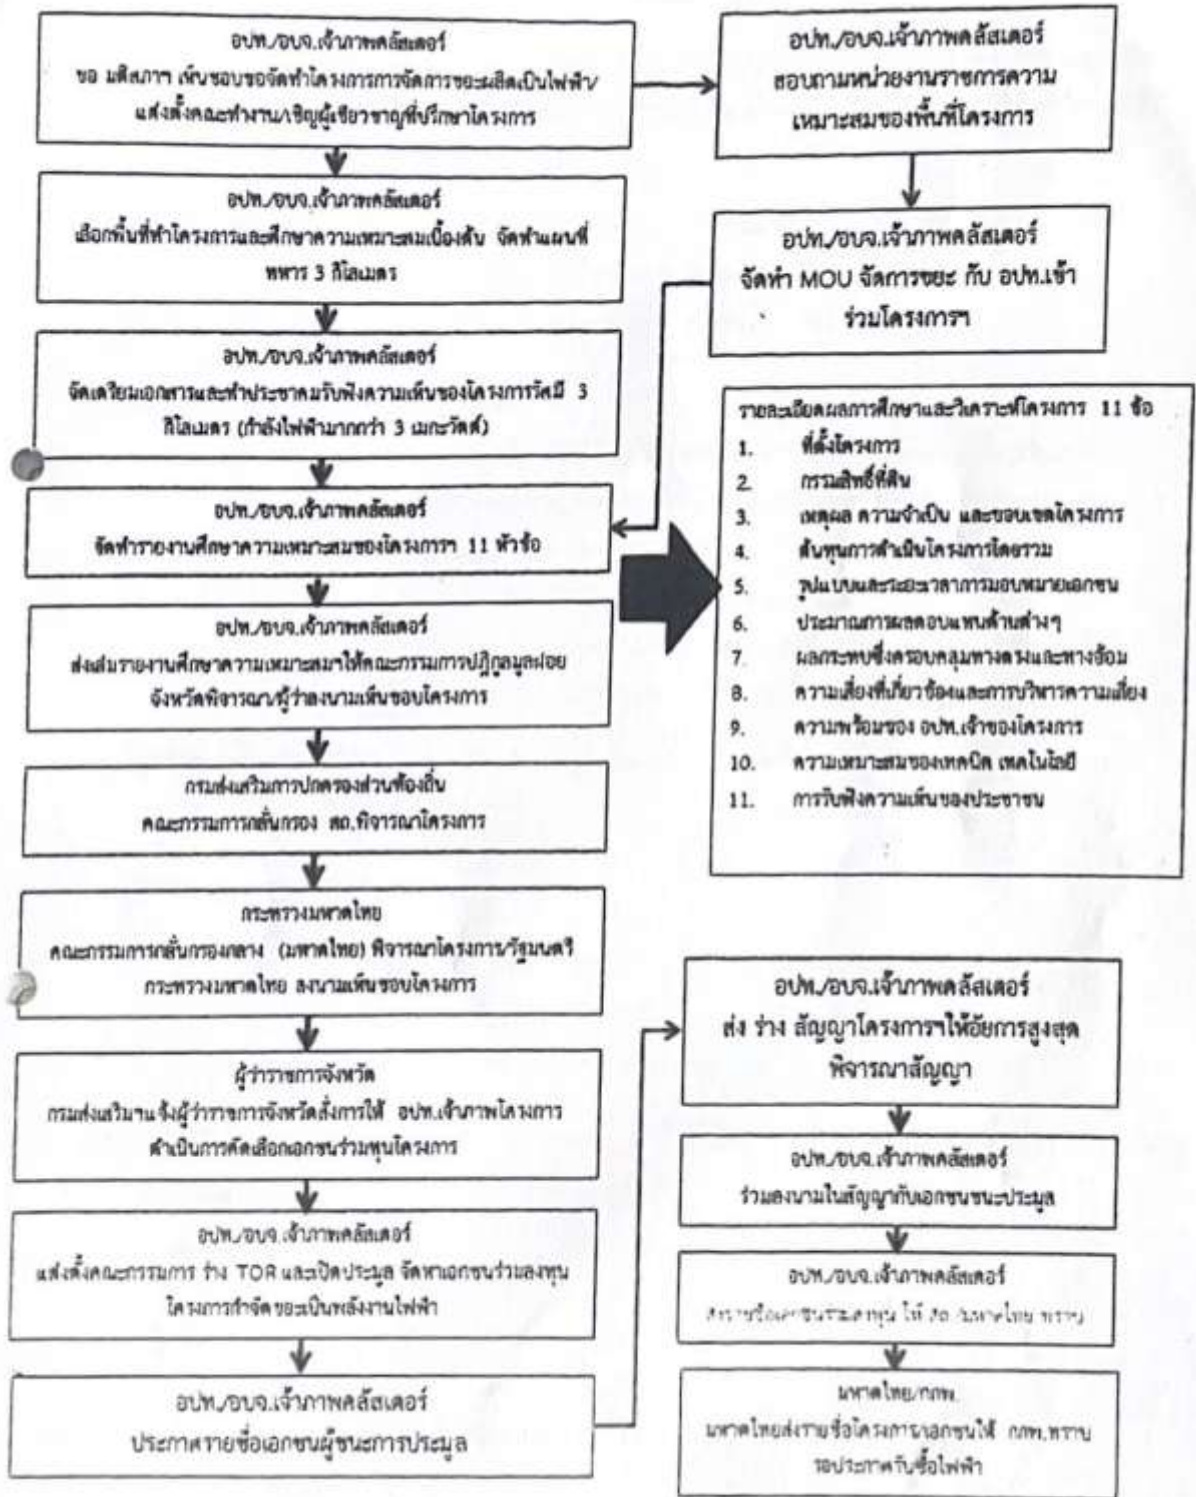 อปท./อบจ.เจ้าภาพคลัสเตอร์
ขอ มติสภาฯ เห็นชอบขอจัดทำโครงการการจัดการขยะผลิตเป็นไฟฟ้า/
แต่งตั้งคณะทำงาน/เชิญผู้เชี่ยวชาญที่ปรึกษาโครงการ
อปท./อบจ.เจ้าภาพคลัสเตอร์
สอบถามหน่วยงานราชการความ
เหมาะสมของพื้นที่โครงการ
อปท./อบจ.เจ้าภาพคลัสเตอร์
เลือกพื้นที่ทำโครงการและศึกษาความเหมาะสมเบื้องต้น จัดทำแผนที่
ทหาร 3 กิโลเมตร
อปท./อบจ.เจ้าภาพคลัสเตอร์
จัดทำ MOU จัดการขยะ กับ อปท.เข้า
ร่วมโครงการฯ
อปท./อบจ.เจ้าภาพคลัสเตอร์
จัดเตรียมเอกสารและทำประชาคมรับฟังความเห็นของโครงการรัศมี 3
กิโลเมตร (กำลังไฟฟ้ามากกว่า 3 เมกะวัตต์)
อปท./อบจ.เจ้าภาพคลัสเตอร์
จัดทำรายงานศึกษาความเหมาะสมของโครงการฯ 11 หัวข้อ
รายละเอียดผลการศึกษาและวิเคราะห์โครงการ 11 ข้อ
1. ที่ตั้งโครงการ
2. กรรมสิทธิ์ที่ดิน
3. เหตุผล ความจำเป็น และขอบเขตโครงการ
4. ต้นทุนการดำเนินโครงการโดยรวม
5. รูปแบบและระยะเวลาการมอบหมายเอกชน
6. ประมาณการผลตอบแทนด้านต่างๆ
7. ผลกระทบซึ่งครอบคลุมทางตรงและทางอ้อม
8. ความเสี่ยงที่เกี่ยวข้องและการบริหารความเสี่ยง
9. ความพร้อมของ อปท.เจ้าของโครงการ
10. ความเหมาะสมของเทคนิค เทคโนโลยี
11. การรับฟังความเห็นของประชาชน
อปท./อบจ.เจ้าภาพคลัสเตอร์
ส่งเล่มรายงานศึกษาความเหมาะสมฯให้คณะกรรมการปฏิกูลมูลฝอย
จังหวัดพิจารณา/ผู้ว่าลงนามเห็นชอบโครงการ
กรมส่งเสริมการปกครองส่วนท้องถิ่น
คณะกรรมการกลั่นกรอง สถ.พิจารณาโครงการ
กระทรวงมหาดไทย
คณะกรรมการกลั่นกรองกลาง (มหาดไทย) พิจารณาโครงการ/รัฐมนตรี
กระทรวงมหาดไทย ลงนามเห็นชอบโครงการ
ผู้ว่าราชการจังหวัด
กรมส่งเสริมฯแจ้งผู้ว่าราชการจังหวัดสั่งการให้ อปท.เจ้าภาพโครงการ
ดำเนินการคัดเลือกเอกชนร่วมทุนโครงการ
อปท./อบจ.เจ้าภาพคลัสเตอร์
แต่งตั้งคณะกรรมการ ร่าง TOR และเปิดประมูล จัดหาเอกชนร่วมลงทุน
โครงการกำจัดขยะเป็นพลังงานไฟฟ้า
อปท./อบจ.เจ้าภาพคลัสเตอร์
ประกาศรายชื่อเอกชนผู้ชนะการประมูล
อปท./อบจ.เจ้าภาพคลัสเตอร์
ส่ง ร่าง สัญญาโครงการฯให้อัยการสูงสุด
พิจารณาสัญญา
อปท./อบจ.เจ้าภาพคลัสเตอร์
ร่วมลงนามในสัญญากับเอกชนชนะประมูล
อปท./อบจ.เจ้าภาพคลัสเตอร์
ส่งรายชื่อเอกชนร่วมลงทุน ให้ สถ./มหาดไทย ทราบ
มหาดไทย/กกพ.
มหาดไทยส่งรายชื่อโครงการ/เอกชนให้ กกพ.ทราบ
รอประกาศรับซื้อไฟฟ้า